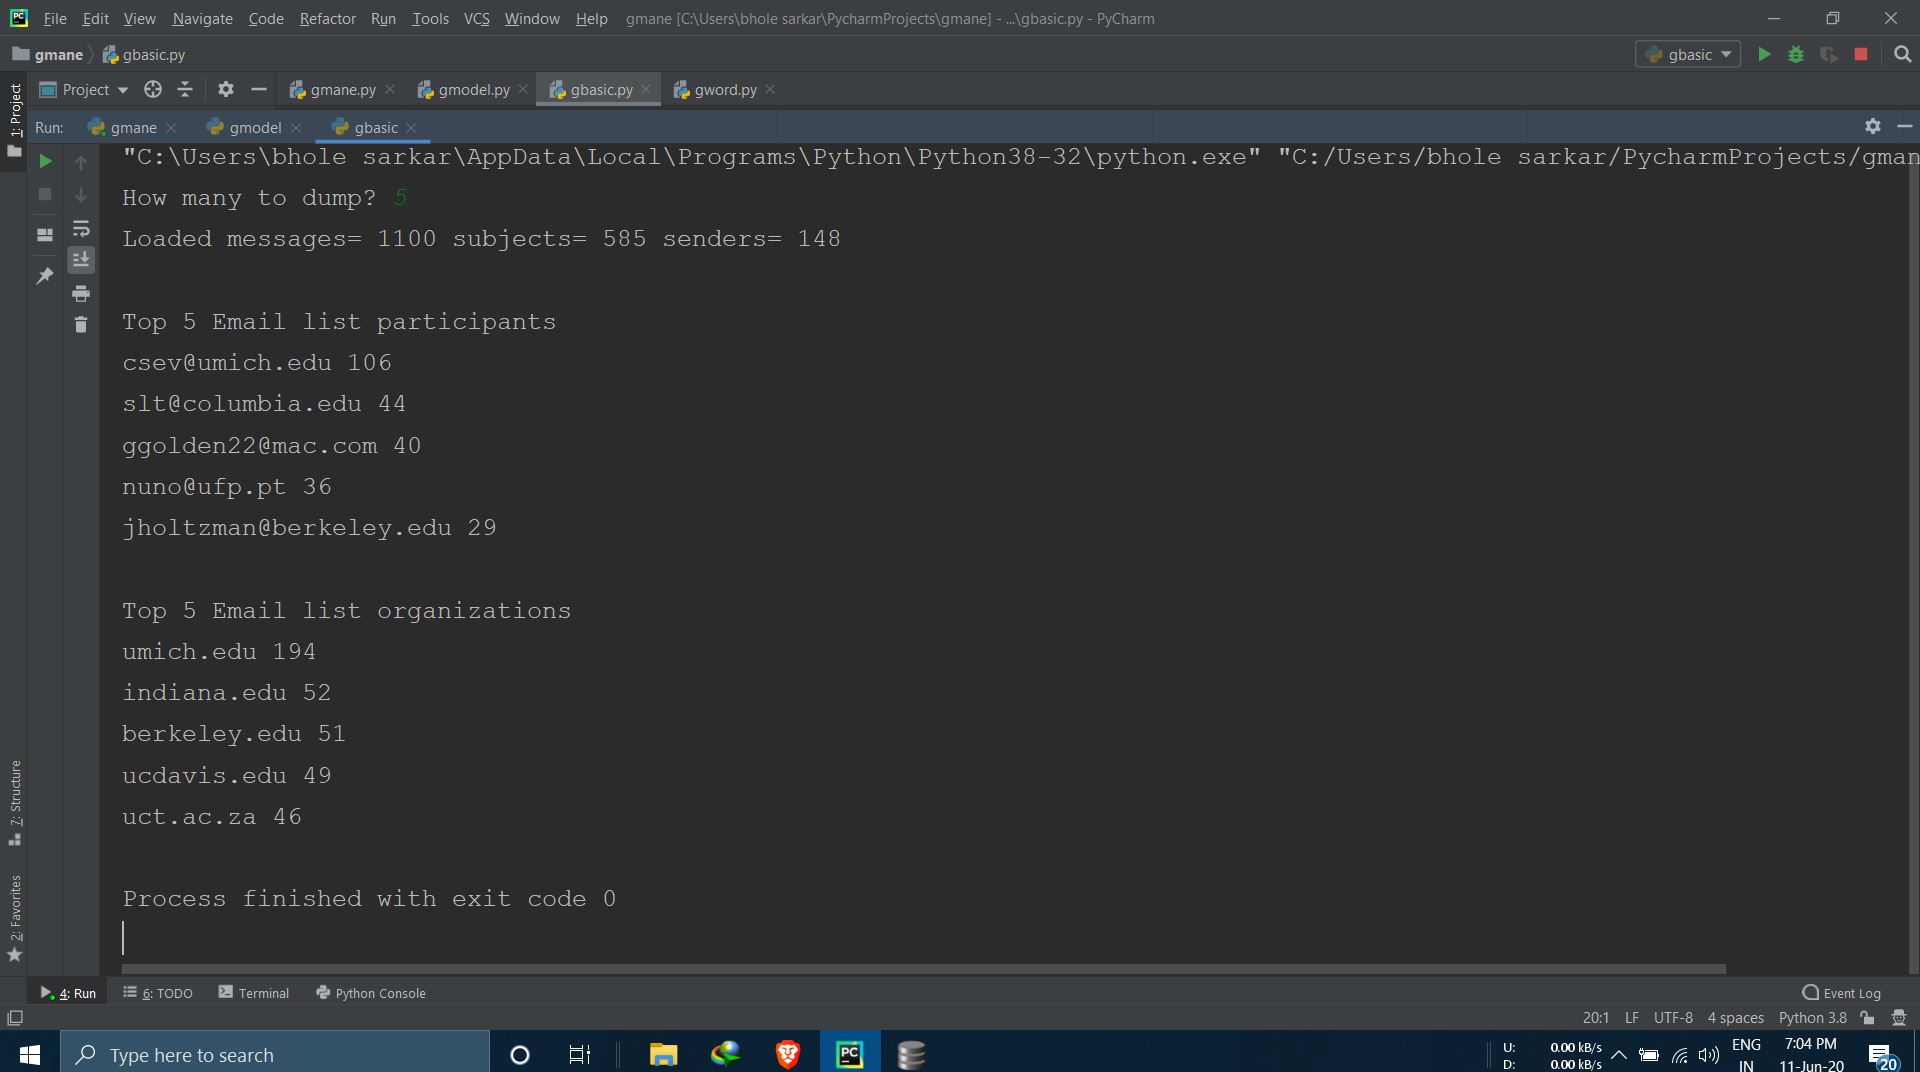 File Edit View Navigate Code Refactor Run Tools VCS Window Help gmane [C:\Users\bhole sarkar\PycharmProjects\gmane] - ...\gbasic.py - PyCharm
gmane gbasic.py gbasic
1: Project
Project gmane.py gmodel.py gbasic.py gword.py
Run: gmane gmodel gbasic
"C:\Users\bhole sarkar\AppData\Local\Programs\Python\Python38-32\python.exe" "C:/Users/bhole sarkar/PycharmProjects/gman
How many to dump? 5
Loaded messages= 1100 subjects= 585 senders= 148
Top 5 Email list participants
csev@umich.edu 106
slt@columbia.edu 44
ggolden22@mac.com 40
nuno@ufp.pt 36
jholtzman@berkeley.edu 29
Top 5 Email list organizations
umich.edu 194
indiana.edu 52
berkeley.edu 51
ucdavis.edu 49
uct.ac.za 46
Process finished with exit code 0
7: Structure
2: Favorites
4: Run 6: TODO Terminal Python Console Event Log
20:1 LF UTF-8 4 spaces Python 3.8
Type here to search
PC
U: 0.00 kB/s
D: 0.00 kB/s
ENG
IN
7:04 PM
11-Jun-20
20